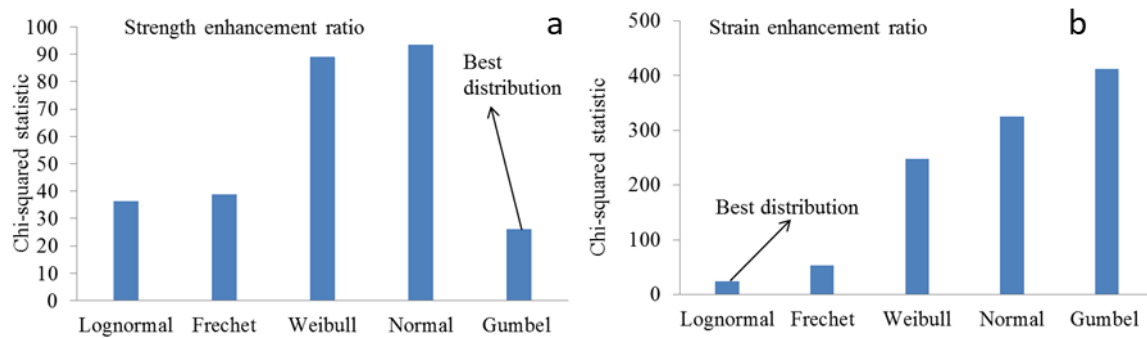 Strength enhancement ratio
a
Best
distribution
Chi-squared statistic
100
90
80
70
60
50
40
30
20
10
0
Lognormal Frechet Weibull Normal Gumbel
Strain enhancement ratio
b
Best distribution
Chi-squared statistic
500
400
300
200
100
0
Lognormal Frechet Weibull Normal Gumbel